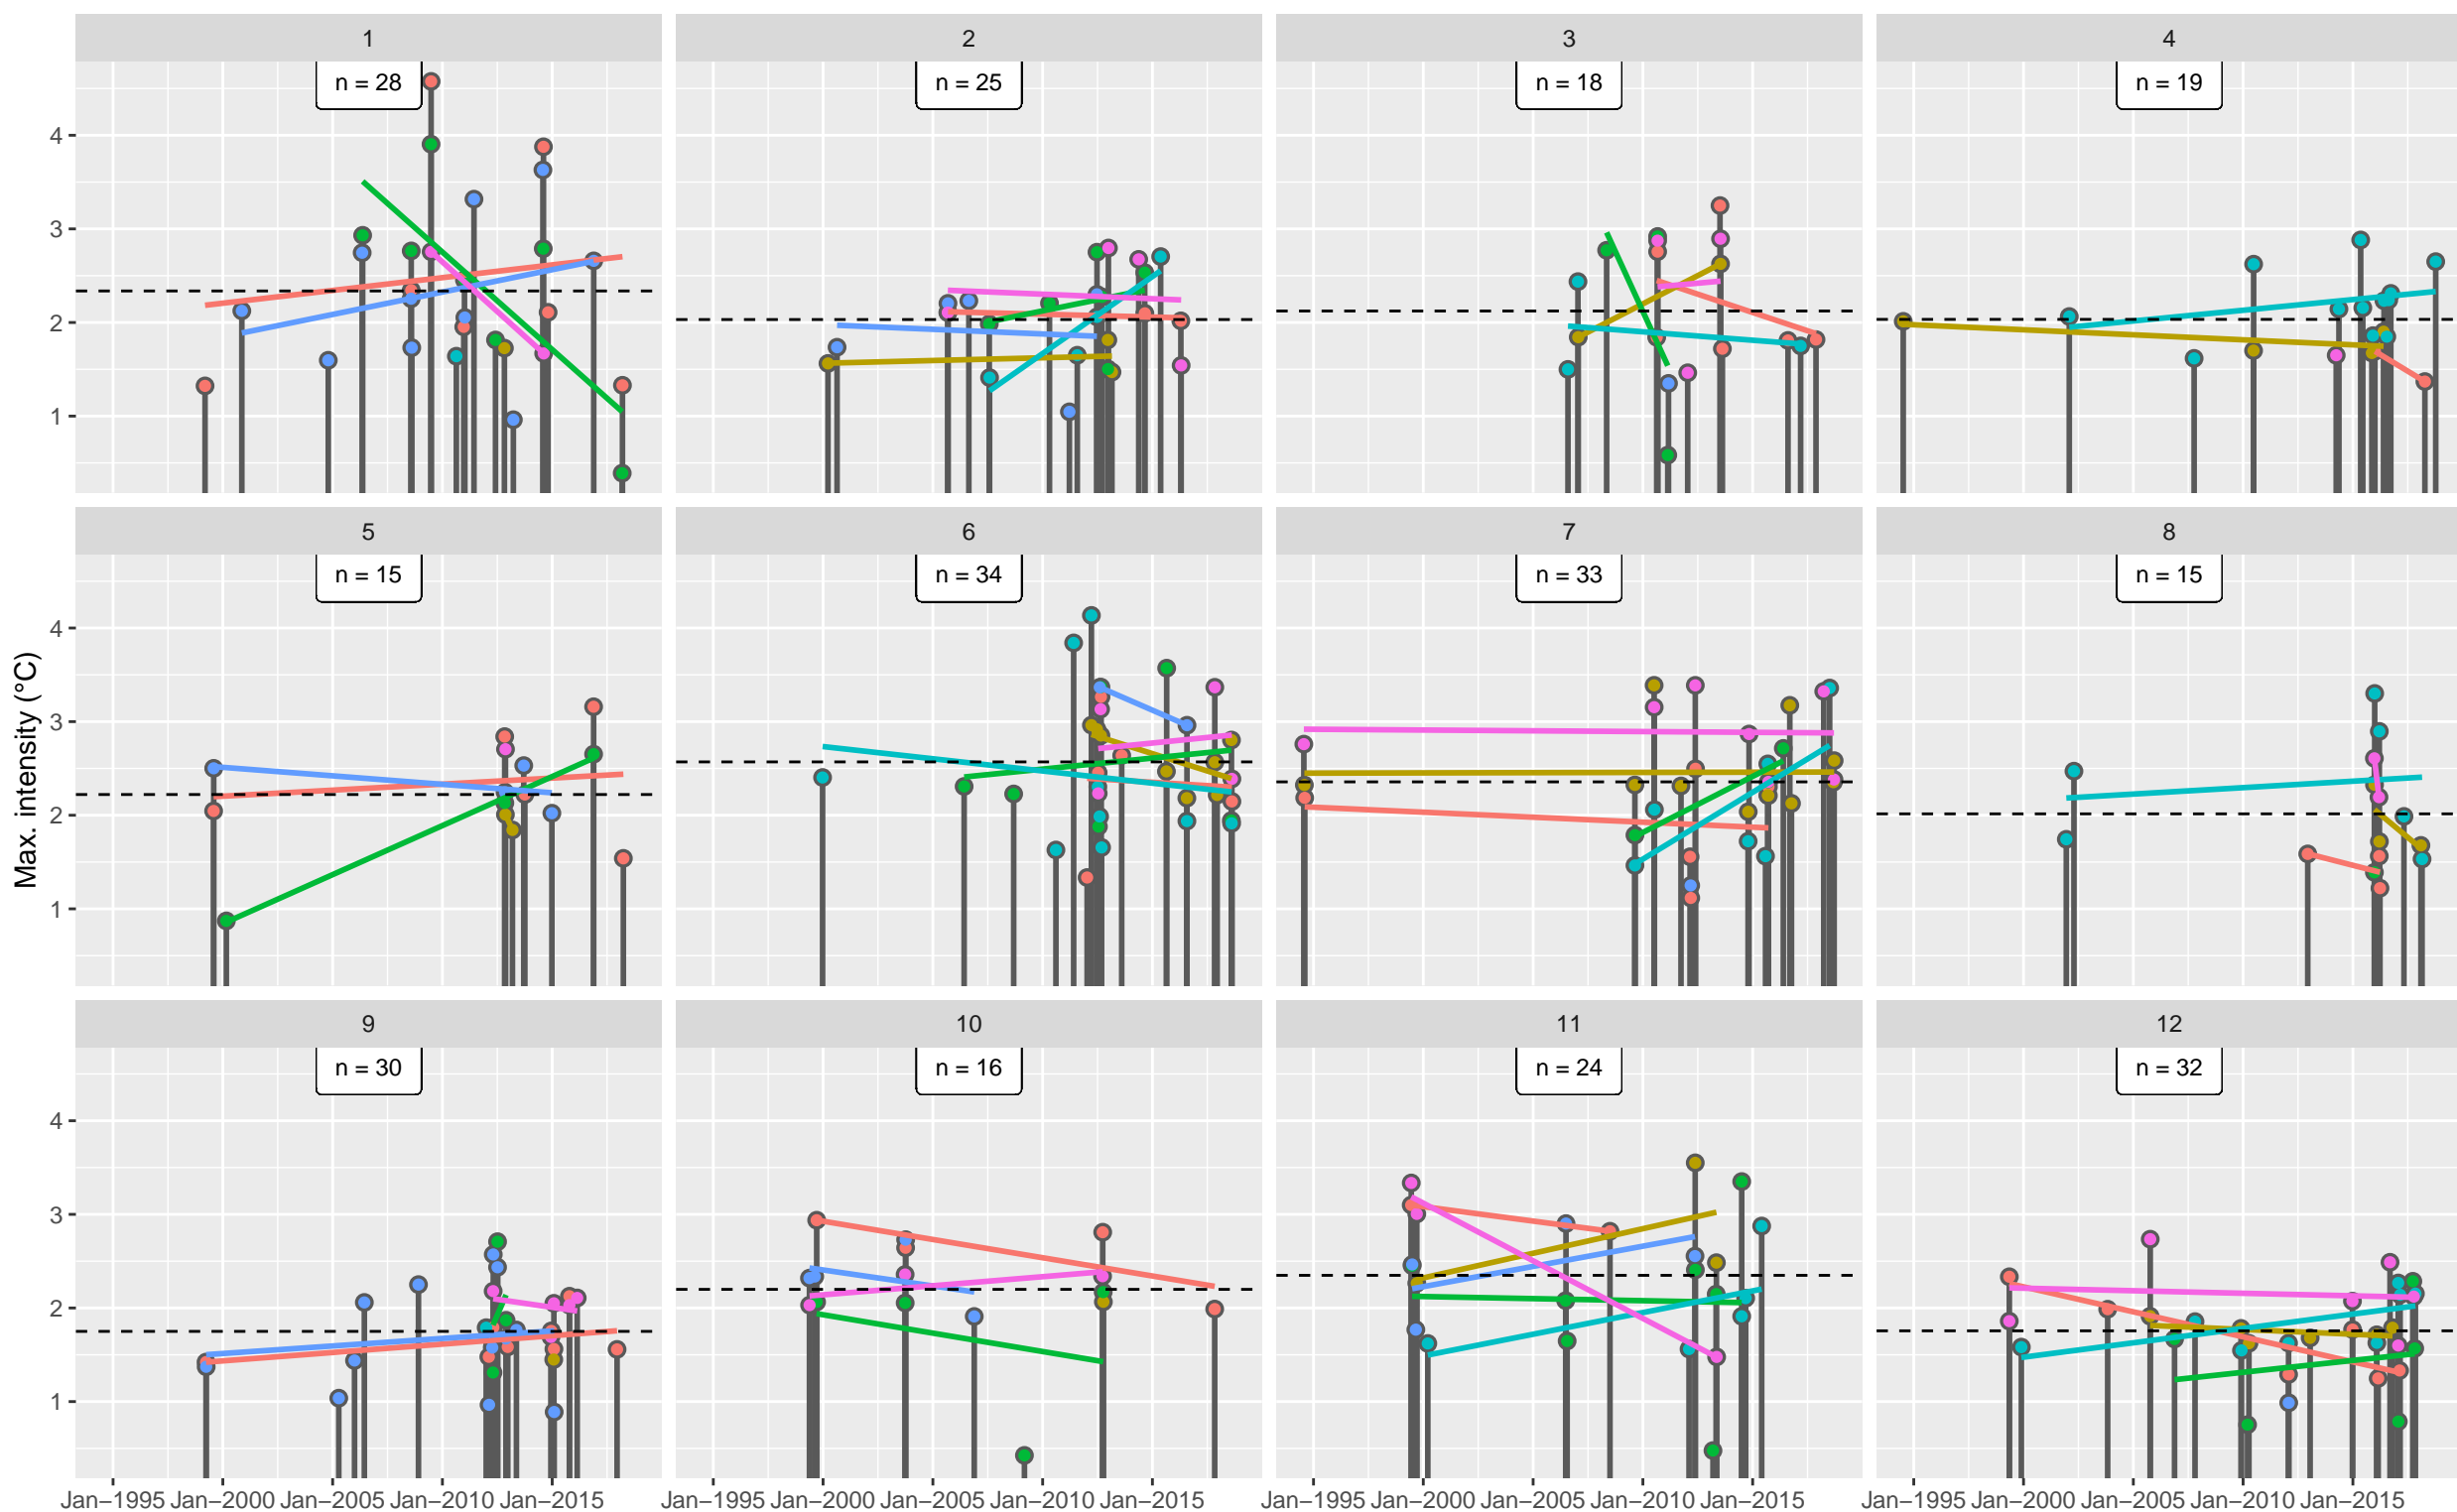 1 2 3 4
n = 28 n = 25 n = 18 n = 19
4
3
2
1
5 6 7 8
n = 15 n = 34 n = 33 n = 15
Max. intensity (°C)
4
3
2
1
9 10 11 12
n = 30 n = 16 n = 24 n = 32
4
3
2
1
Jan–1995 Jan–2000 Jan–2005 Jan–2010 Jan–2015 Jan–1995 Jan–2000 Jan–2005 Jan–2010 Jan–2015 Jan–1995 Jan–2000 Jan–2005 Jan–2010 Jan–2015 Jan–1995 Jan–2000 Jan–2005 Jan–2010 Jan–2015